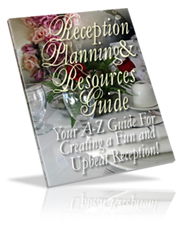 Reception
Planning&
Resources
Guide
Your A-Z Guide For
Creating a Fun and
Upbeat Reception!